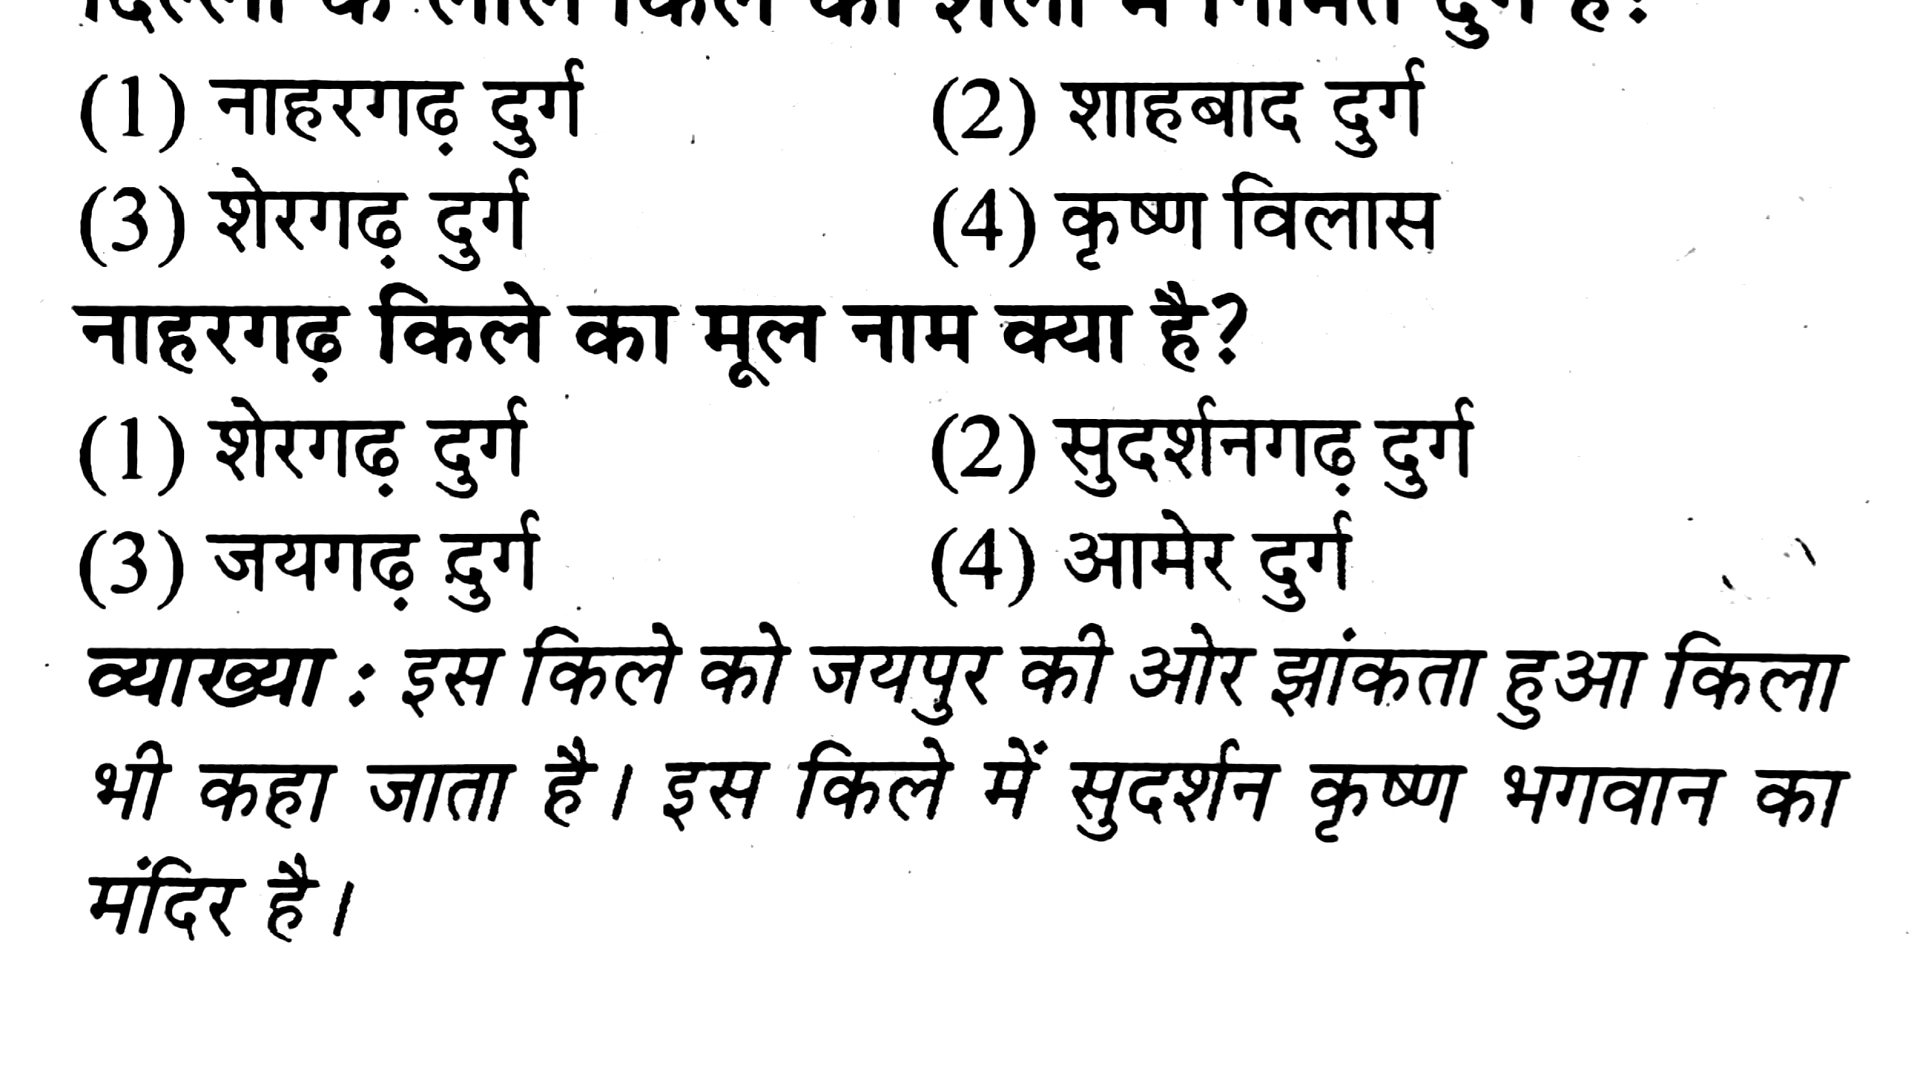 दिल्ली के लाल किले की शैली में निर्मित दुर्ग है?
(1) नाहरगढ़ दुर्ग (2) शाहबाद दुर्ग
(3) शेरगढ़ दुर्ग (4) कृष्ण विलास
नाहरगढ़ किले का मूल नाम क्या है?
(1) शेरगढ़ दुर्ग (2) सुदर्शनगढ़ दुर्ग
(3) जयगढ़ दुर्ग (4) आमेर दुर्ग
व्याख्या : इस किले को जयपुर की ओर झांकता हुआ किला
भी कहा जाता है। इस किले में सुदर्शन कृष्ण भगवान का
मंदिर है।